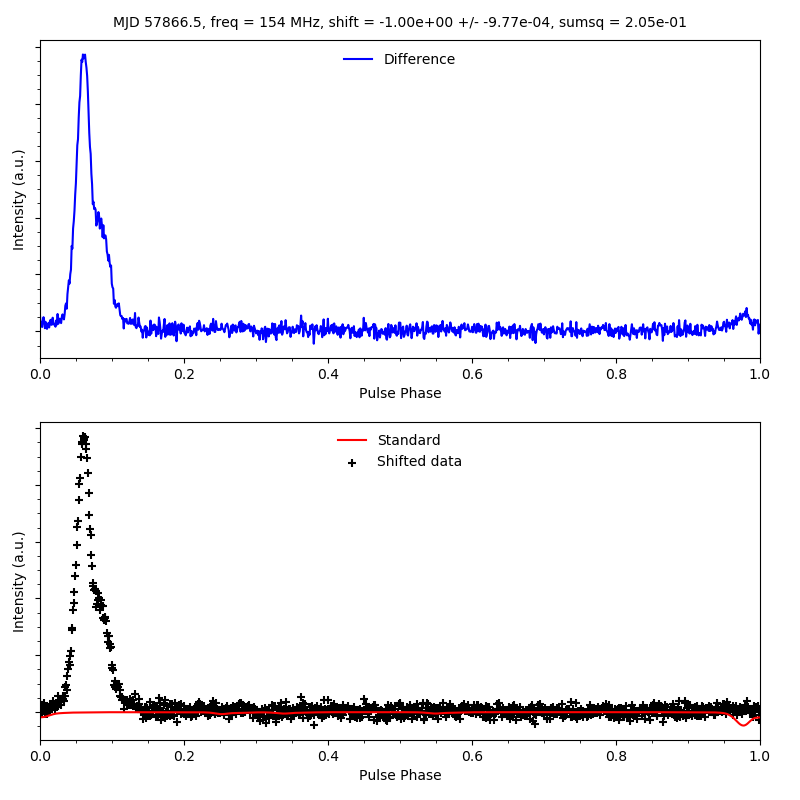 MJD 57866.5, freq = 154 MHz, shift = -1.00e+00 +/- -9.77e-04, sumsq = 2.05e-01
Difference
Intensity (a.u.)
0.0 0.2 0.4 0.6 0.8 1.0
Pulse Phase
Standard
Shifted data
Intensity (a.u.)
0.0 0.2 0.4 0.6 0.8 1.0
Pulse Phase